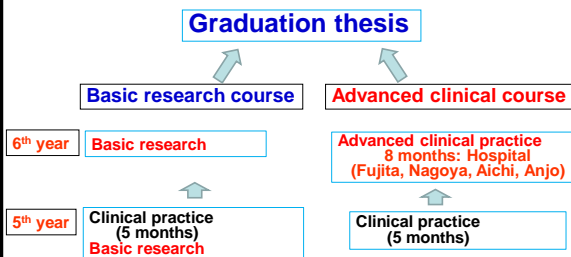 Graduation thesis
Basic research course
Advanced clinical course
6th year
Basic research
Advanced clinical practice
8 months: Hospital
(Fujita, Nagoya, Aichi, Anjo)
5th year
Clinical practice
(5 months)
Basic research
Clinical practice
(5 months)